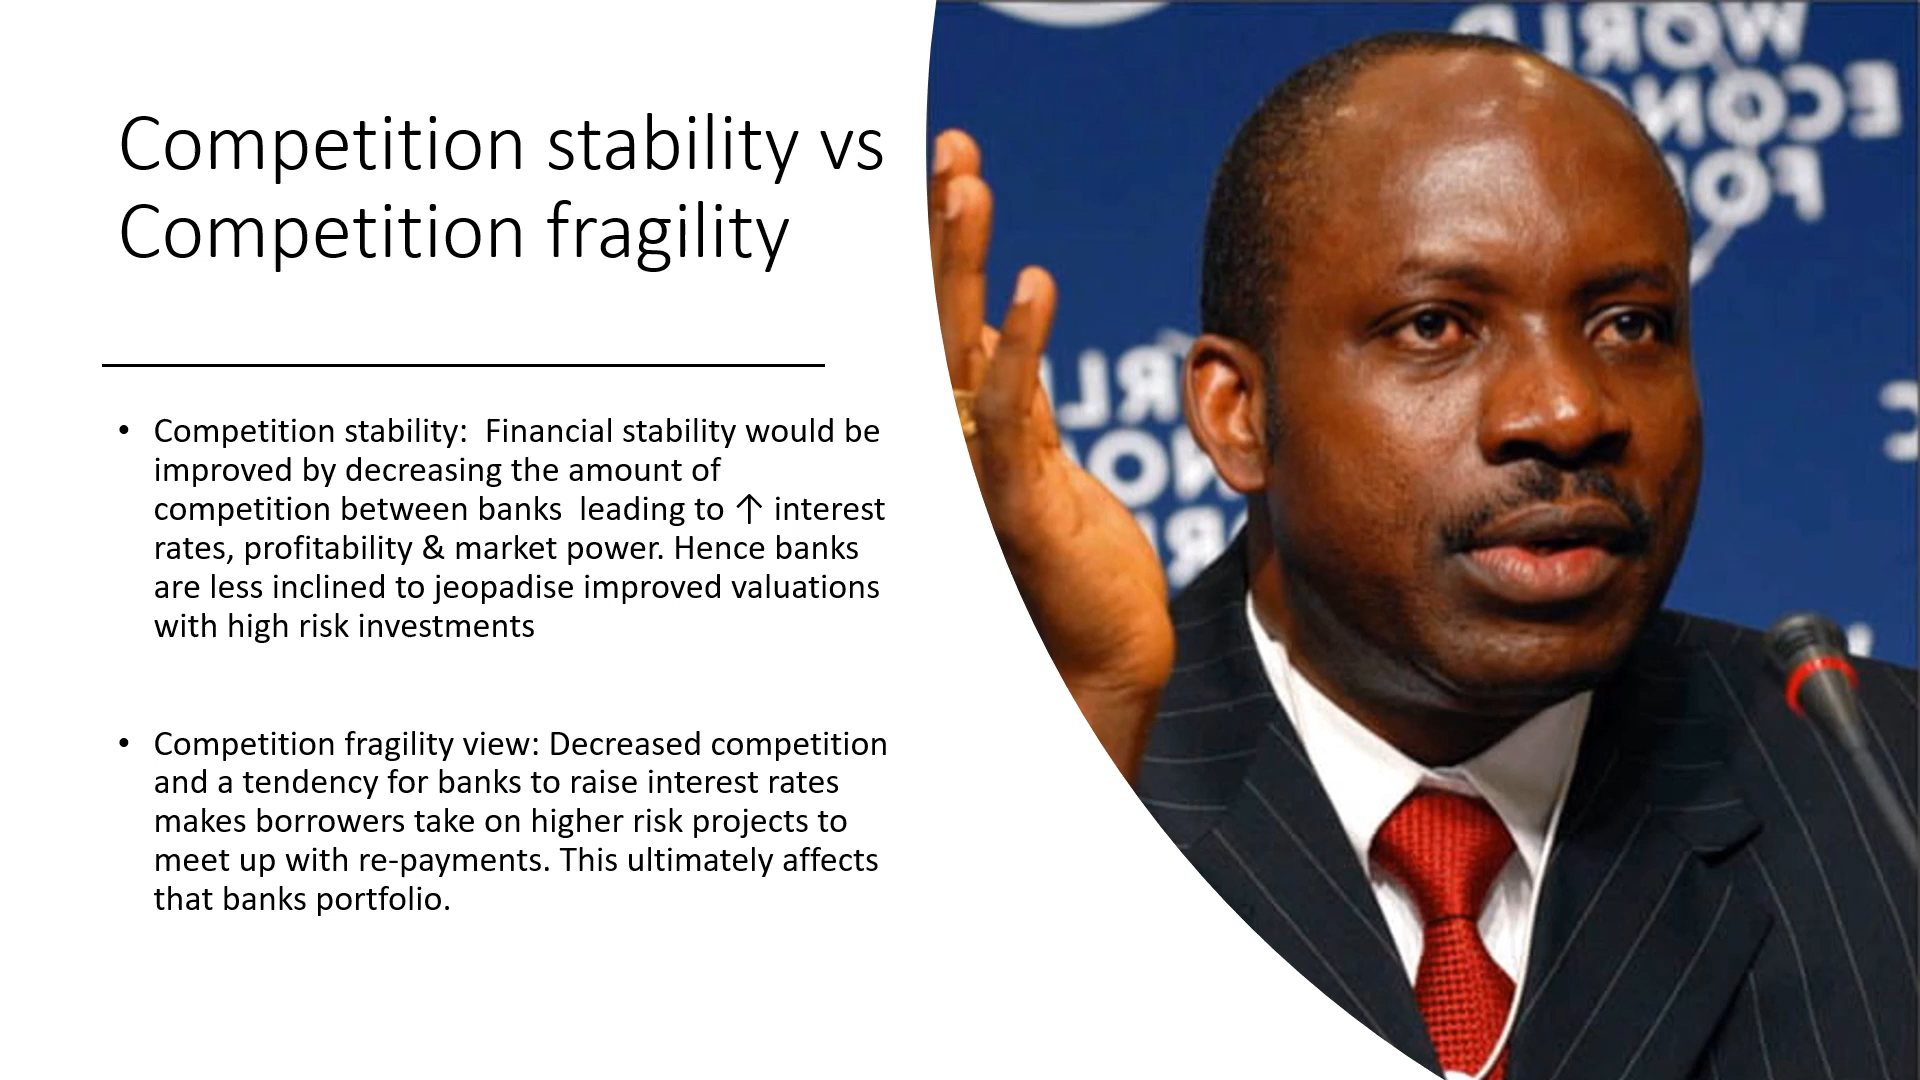 Competition stability vs
Competition fragility
• Competition stability:  Financial stability would be
improved by decreasing the amount of
competition between banks  leading to ↑ interest
rates, profitability & market power. Hence banks
are less inclined to jeopadise improved valuations
with high risk investments
• Competition fragility view: Decreased competition
and a tendency for banks to raise interest rates
makes borrowers take on higher risk projects to
meet up with re-payments. This ultimately affects
that banks portfolio.
WORLD
ECONO
FO